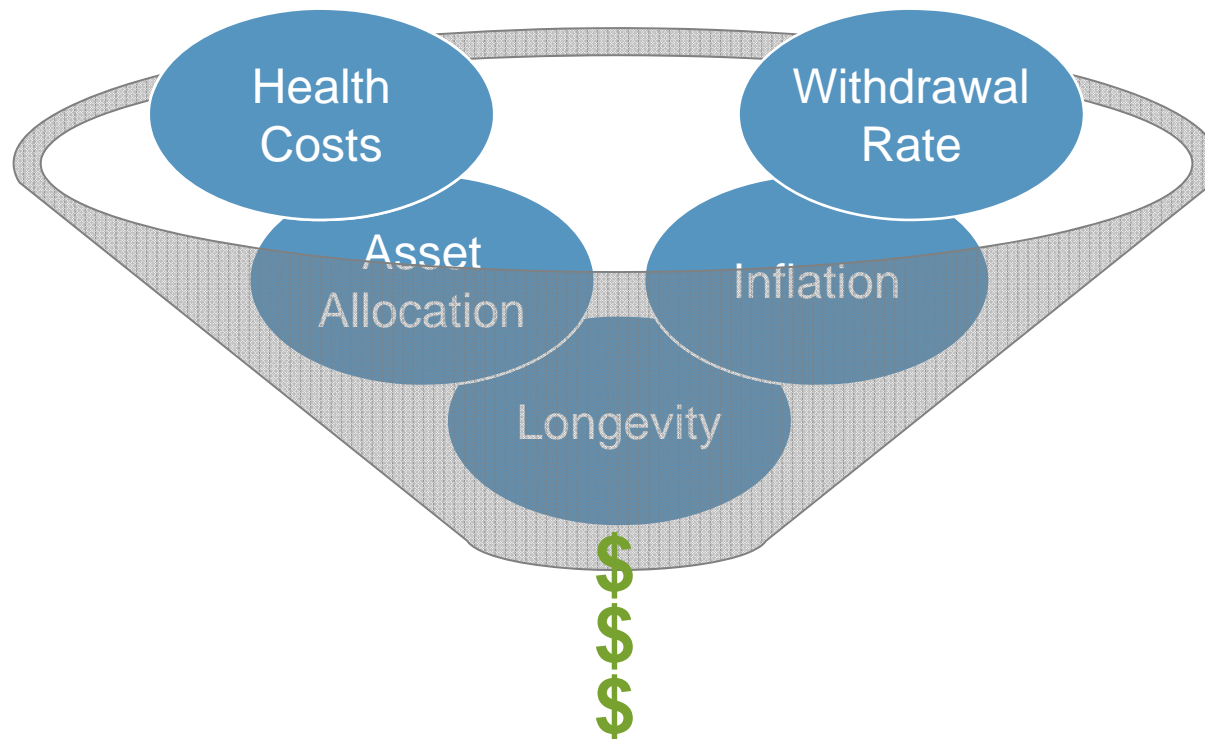 Health
Costs
Withdrawal
Rate
Asset
Allocation
Inflation
Longevity
$
$
$